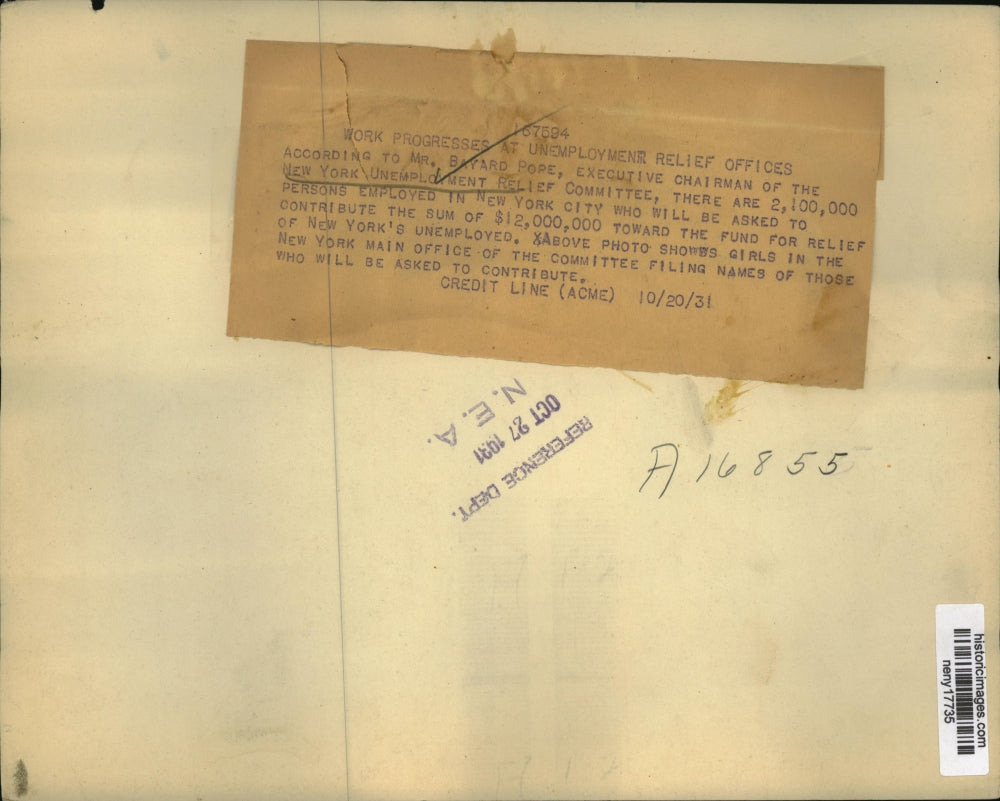 67594
WORK PROGRESSES AT UNEMPLOYMENT RELIEF OFFICES
ACCORDING TO MR. BAYARD POPE, EXECUTIVE CHAIRMAN OF THE
NEW YORK UNEMPLOYMENT RELIEF COMMITTEE, THERE ARE 2,100,000
PERSONS EMPLOYED IN NEW YORK CITY WHO WILL BE ASKED TO
CONTRIBUTE THE SUM OF $12,000,000 TOWARD THE FUND FOR RELIEF
OF NEW YORK'S UNEMPLOYED. XABOVE PHOTO SHOWS GIRLS IN THE
NEW YORK MAIN OFFICE OF THE COMMITTEE FILING NAMES OF THOSE
WHO WILL BE ASKED TO CONTRIBUTE.
CREDIT LINE (ACME) 10/20/31
REFERENCE DEPT.
OCT 27 1931
N. E. A.
A16855
historicimages.com
neny17735